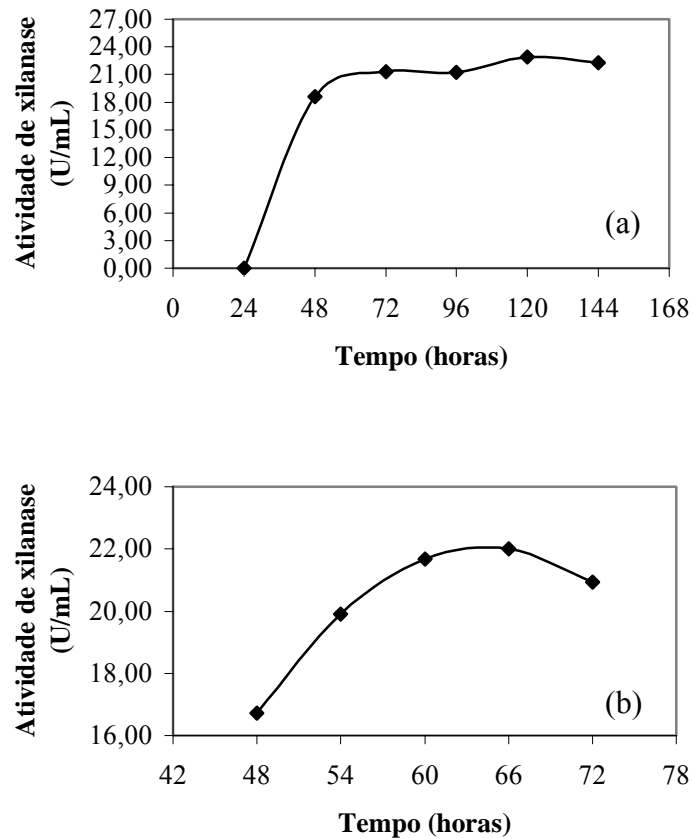 Atividade de xilanase
(U/mL)
27,00
24,00
21,00
18,00
15,00
12,00
9,00
6,00
3,00
0,00
(a)
0 24 48 72 96 120 144 168
Tempo (horas)
Atividade de xilanase
(U/mL)
24,00
22,00
20,00
18,00
16,00
(b)
42 48 54 60 66 72 78
Tempo (horas)